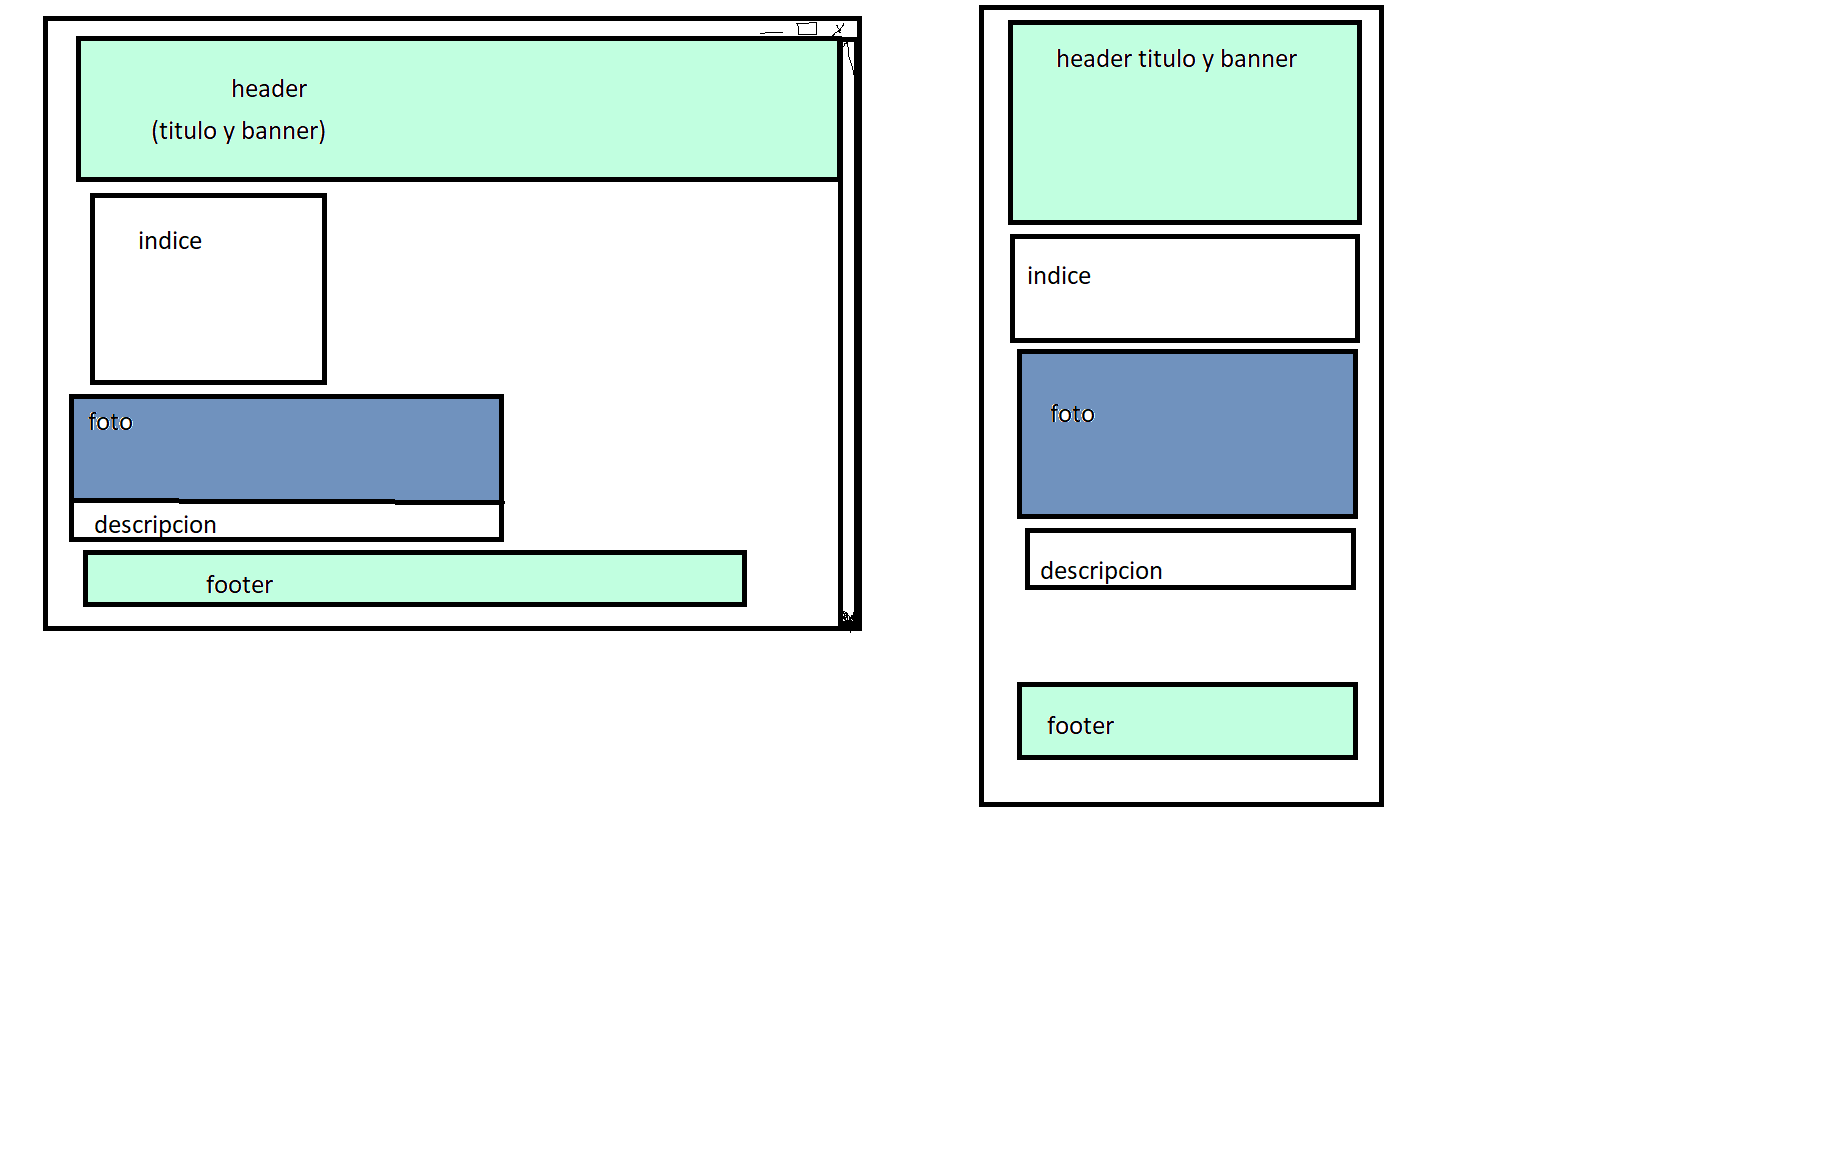 header
(titulo y banner)
indice
foto
descripcion
footer
header titulo y banner
indice
foto
descripcion
footer